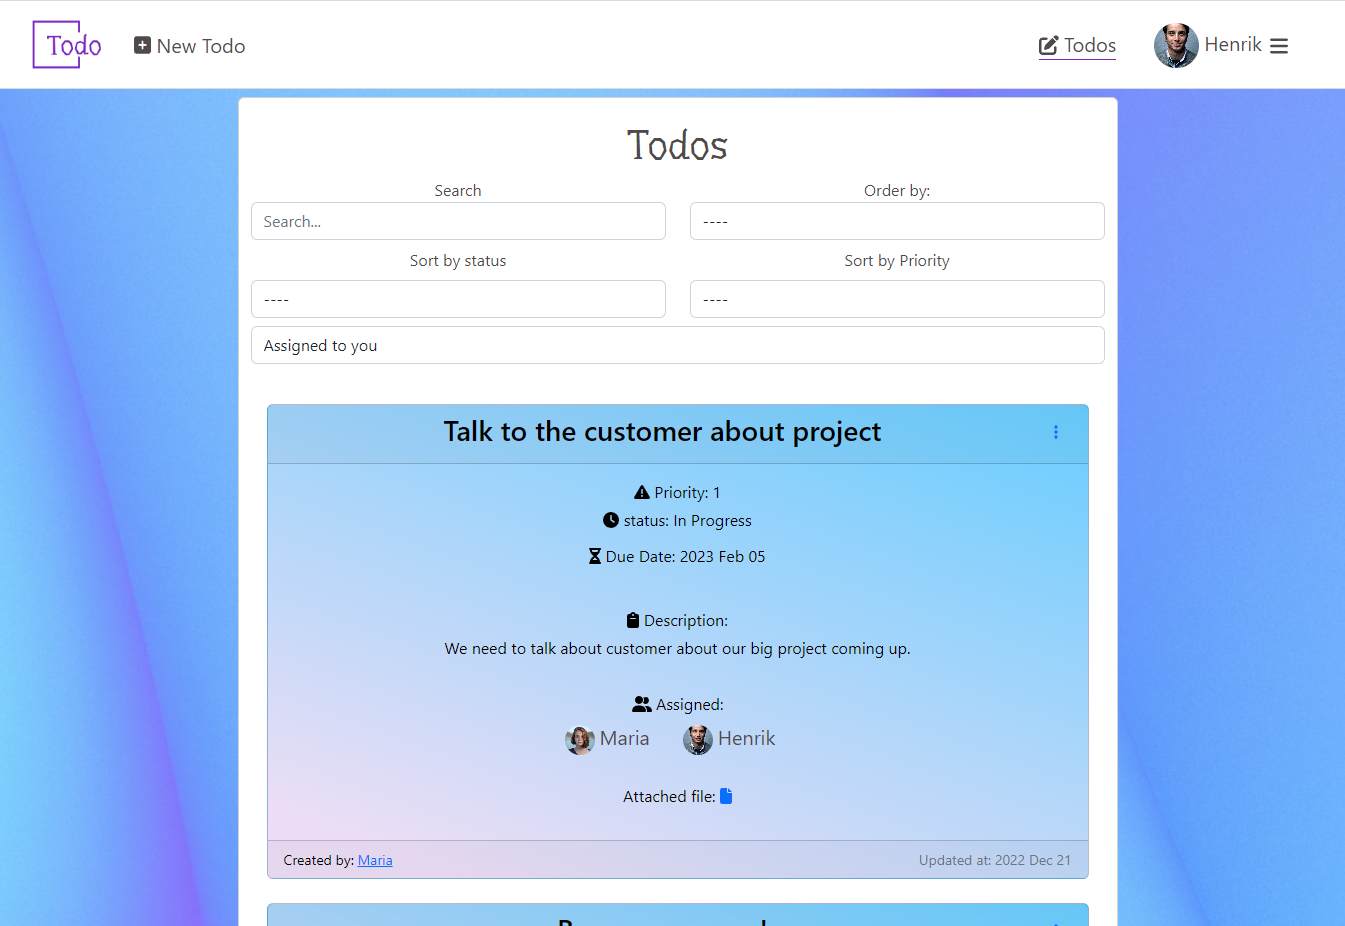 Todo
New Todo
Todos
Henrik
Todos
Search
Order by:
Search...
----
Sort by status
Sort by Priority
----
----
Assigned to you
Talk to the customer about project
Priority: 1
status: In Progress
Due Date: 2023 Feb 05
Description:
We need to talk about customer about our big project coming up.
Assigned:
Maria
Henrik
Attached file:
Created by: Maria
Updated at: 2022 Dec 21